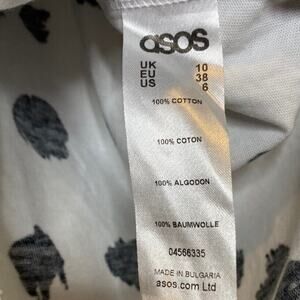 asos
UK 10
EU 38
US 6
100% COTTON
100% COTON
100% ALGODON
100% BAUMWOLLE
04566335
MADE IN BULGARIA
asos.com Ltd